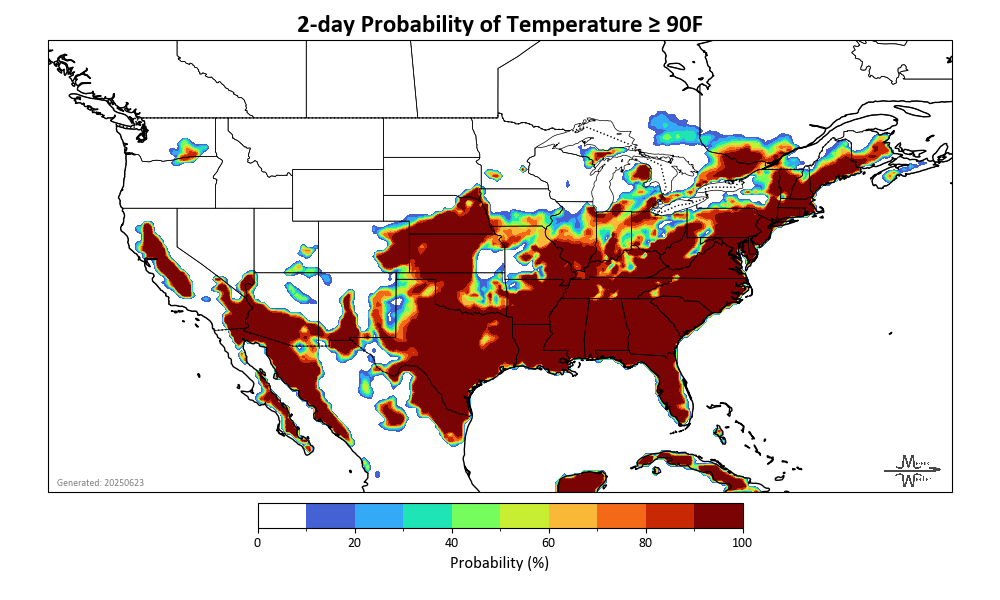 2-day Probability of Temperature ≥ 90F
Generated: 20250623
0 20 40 60 80 100
Probability (%)